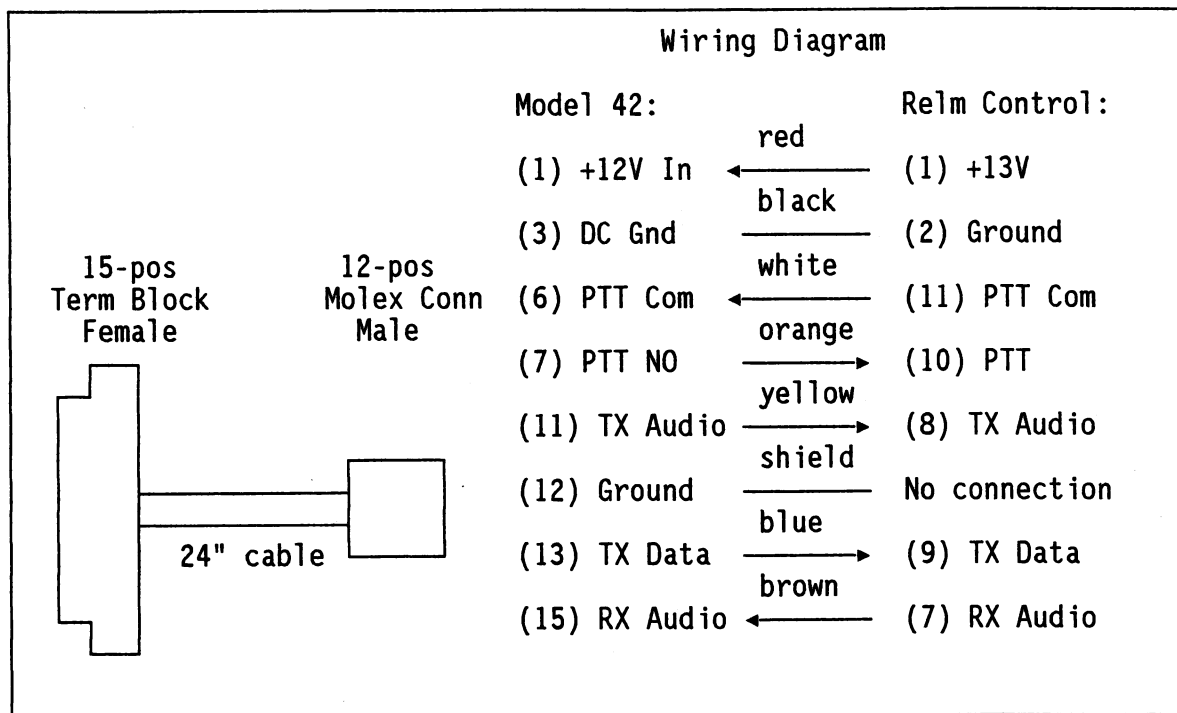 Wiring Diagram
Model 42:
Relm Control:
red
(1) +12V In
(1) +13V
black
(3) DC Gnd
(2) Ground
white
(6) PTT Com
(11) PTT Com
orange
(7) PTT NO
(10) PTT
yellow
(11) TX Audio
(8) TX Audio
shield
(12) Ground
No connection
blue
(13) TX Data
(9) TX Data
brown
(15) RX Audio
(7) RX Audio
15-pos
Term Block
Female
12-pos
Molex Conn
Male
24" cable